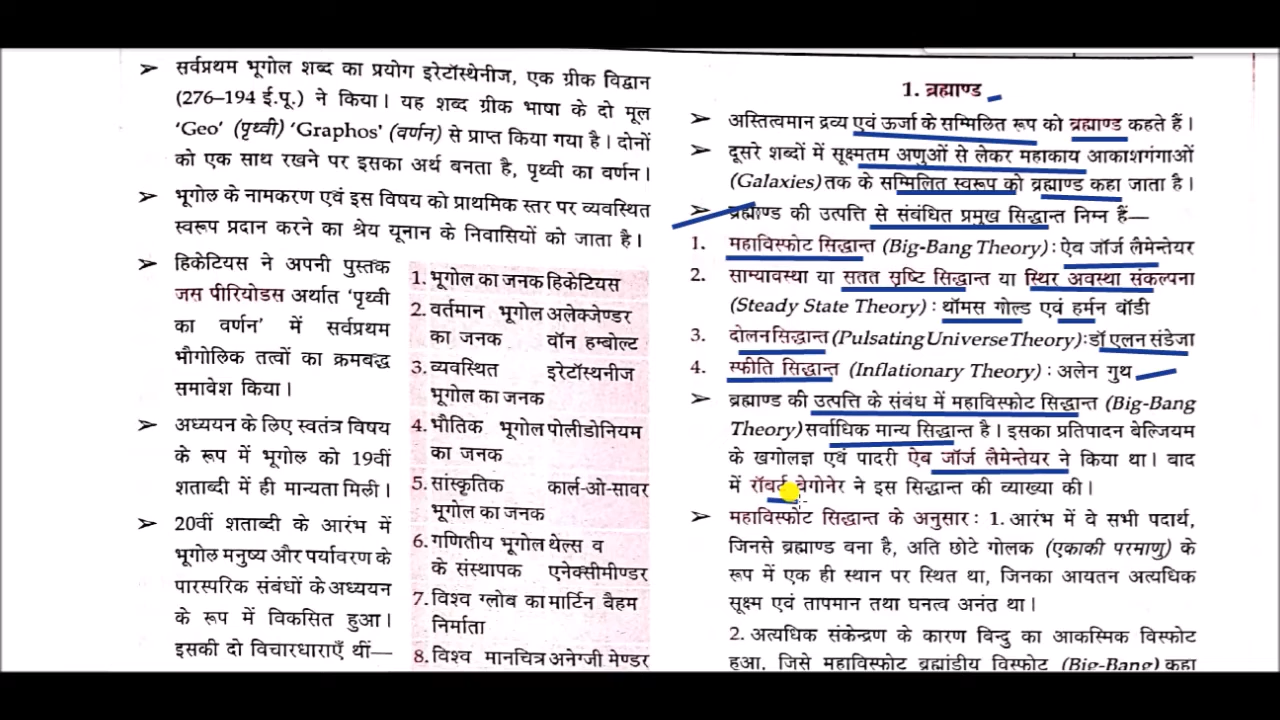 ➢ सर्वप्रथम भूगोल शब्द का प्रयोग इरेटॉस्थेनीज, एक ग्रीक विद्वान
(276–194 ई.पू.) ने किया। यह शब्द ग्रीक भाषा के दो मूल
‘Geo’ (पृथ्वी) ‘Graphos’ (वर्णन) से प्राप्त किया गया है। दोनों
को एक साथ रखने पर इसका अर्थ बनता है, पृथ्वी का वर्णन।
➢ भूगोल के नामकरण एवं इस विषय को प्राथमिक स्तर पर व्यवस्थित
स्वरूप प्रदान करने का श्रेय यूनान के निवासियों को जाता है।
➢ हिकेटियस ने अपनी पुस्तक
जस पीरियोडस अर्थात ‘पृथ्वी
का वर्णन’ में सर्वप्रथम
भौगोलिक तत्वों का क्रमबद्ध
समावेश किया।
➢ अध्ययन के लिए स्वतंत्र विषय
के रूप में भूगोल को 19वीं
शताब्दी में ही मान्यता मिली।
➢ 20वीं शताब्दी के आरंभ में
भूगोल मनुष्य और पर्यावरण के
पारस्परिक संबंधों के अध्ययन
के रूप में विकसित हुआ।
इसकी दो विचारधाराएँ थीं—
1. भूगोल का जनक हिकेटियस
2. वर्तमान भूगोल अलेक्जेण्डर
का जनक वॉन हम्बोल्ट
3. व्यवस्थित इरेटॉस्थनीज
भूगोल का जनक
4. भौतिक भूगोल पोलीडोनियम
का जनक
5. सांस्कृतिक कार्ल-ओ-सावर
भूगोल का जनक
6. गणितीय भूगोल थेल्स व
के संस्थापक एनेक्सीमीण्डर
7. विश्व ग्लोब का मार्टिन बैहम
निर्माता
8. विश्व मानचित्र अनेग्जी मेण्डर
1. ब्रह्माण्ड
➢ अस्तित्वमान द्रव्य एवं ऊर्जा के सम्मिलित रूप को ब्रह्माण्ड कहते हैं।
➢ दूसरे शब्दों में सूक्ष्मतम अणुओं से लेकर महाकाय आकाशगंगाओं
(Galaxies) तक के सम्मिलित स्वरूप को ब्रह्माण्ड कहा जाता है।
➢ ब्रह्माण्ड की उत्पत्ति से संबंधित प्रमुख सिद्धान्त निम्न हैं—
1. महाविस्फोट सिद्धान्त (Big-Bang Theory) : ऐब जॉर्ज लैमेन्तेयर
2. साम्यावस्था या सतत सृष्टि सिद्धान्त या स्थिर अवस्था संकल्पना
(Steady State Theory) : थॉमस गोल्ड एवं हर्मन बॉडी
3. दोलन सिद्धान्त (Pulsating Universe Theory) : डॉ एलन संडेजा
4. स्फीति सिद्धान्त (Inflationary Theory) : अलेन गुथ
➢ ब्रह्माण्ड की उत्पत्ति के संबंध में महाविस्फोट सिद्धान्त (Big-Bang
Theory) सर्वाधिक मान्य सिद्धान्त है। इसका प्रतिपादन बेल्जियम
के खगोलज्ञ एवं पादरी ऐब जॉर्ज लैमेन्तेयर ने किया था। बाद
में रॉबर्ट वेगोनेर ने इस सिद्धान्त की व्याख्या की।
➢ महाविस्फोट सिद्धान्त के अनुसार : 1. आरंभ में वे सभी पदार्थ,
जिनसे ब्रह्माण्ड बना है, अति छोटे गोलक (एकाकी परमाणु) के
रूप में एक ही स्थान पर स्थित था, जिनका आयतन अत्यधिक
सूक्ष्म एवं तापमान तथा घनत्व अनंत था।
2. अत्यधिक संकेन्द्रण के कारण बिन्दु का आकस्मिक विस्फोट
हुआ, जिसे महाविस्फोट ब्रह्मांडीय विस्फोट (Big-Bang) कहा